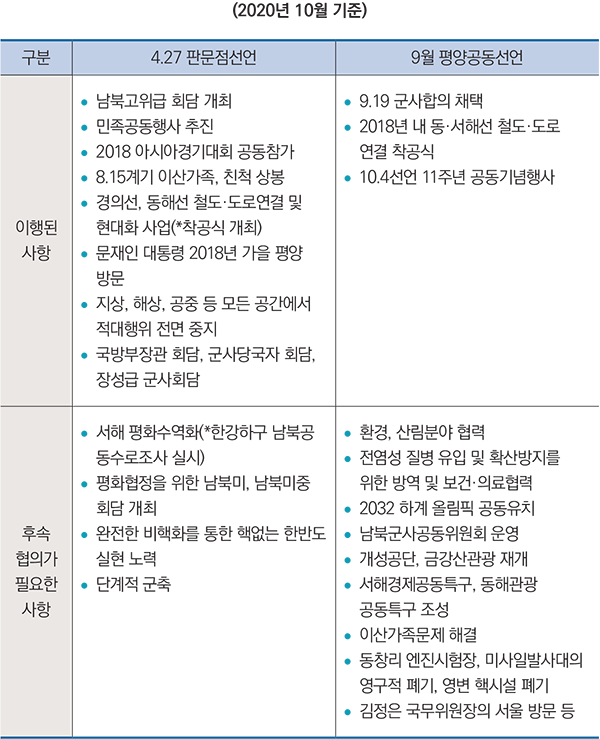 (2020년 10월 기준)
구분
4.27 판문점선언
9월 평양공동선언
이행된
사항
• 남북고위급 회담 개최
• 민족공동행사 추진
• 2018 아시아경기대회 공동참가
• 8.15계기 이산가족, 친척 상봉
• 경의선, 동해선 철도·도로연결 및
현대화 사업(*착공식 개최)
• 문재인 대통령 2018년 가을 평양
방문
• 지상, 해상, 공중 등 모든 공간에서
적대행위 전면 중지
• 국방부장관 회담, 군사당국자 회담,
장성급 군사회담
• 9.19 군사합의 채택
• 2018년 내 동·서해선 철도·도로
연결 착공식
• 10.4선언 11주년 공동기념행사
후속
협의가
필요한
사항
• 서해 평화수역화(*한강하구 남북공
동수로조사 실시)
• 평화협정을 위한 남북미, 남북미중
회담 개최
• 완전한 비핵화를 통한 핵없는 한반도
실현 노력
• 단계적 군축
• 환경, 산림분야 협력
• 전염성 질병 유입 및 확산방지를
위한 방역 및 보건·의료협력
• 2032 하계 올림픽 공동유치
• 남북군사공동위원회 운영
• 개성공단, 금강산관광 재개
• 서해경제공동특구, 동해관광
공동특구 조성
• 이산가족문제 해결
• 동창리 엔진시험장, 미사일발사대의
영구적 폐기, 영변 핵시설 폐기
• 김정은 국무위원장의 서울 방문 등